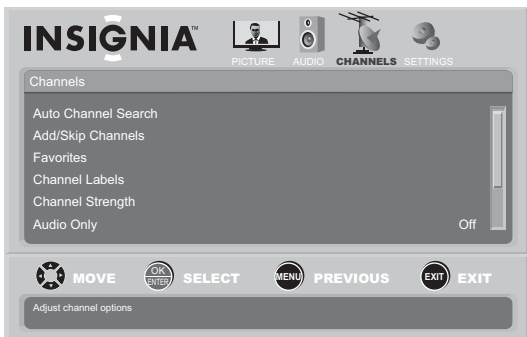 INSIGNIA™
PICTURE AUDIO CHANNELS SETTINGS
Channels
Auto Channel Search
Add/Skip Channels
Favorites
Channel Labels
Channel Strength
Audio Only Off
MOVE OK ENTER SELECT MENU PREVIOUS EXIT EXIT
Adjust channel options